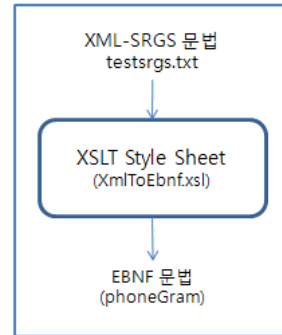 XML-SRGS 문법
testsrgs.txt
XSLT Style Sheet
(XmlToEbnf.xsl)
EBNF 문법
(phoneGram)